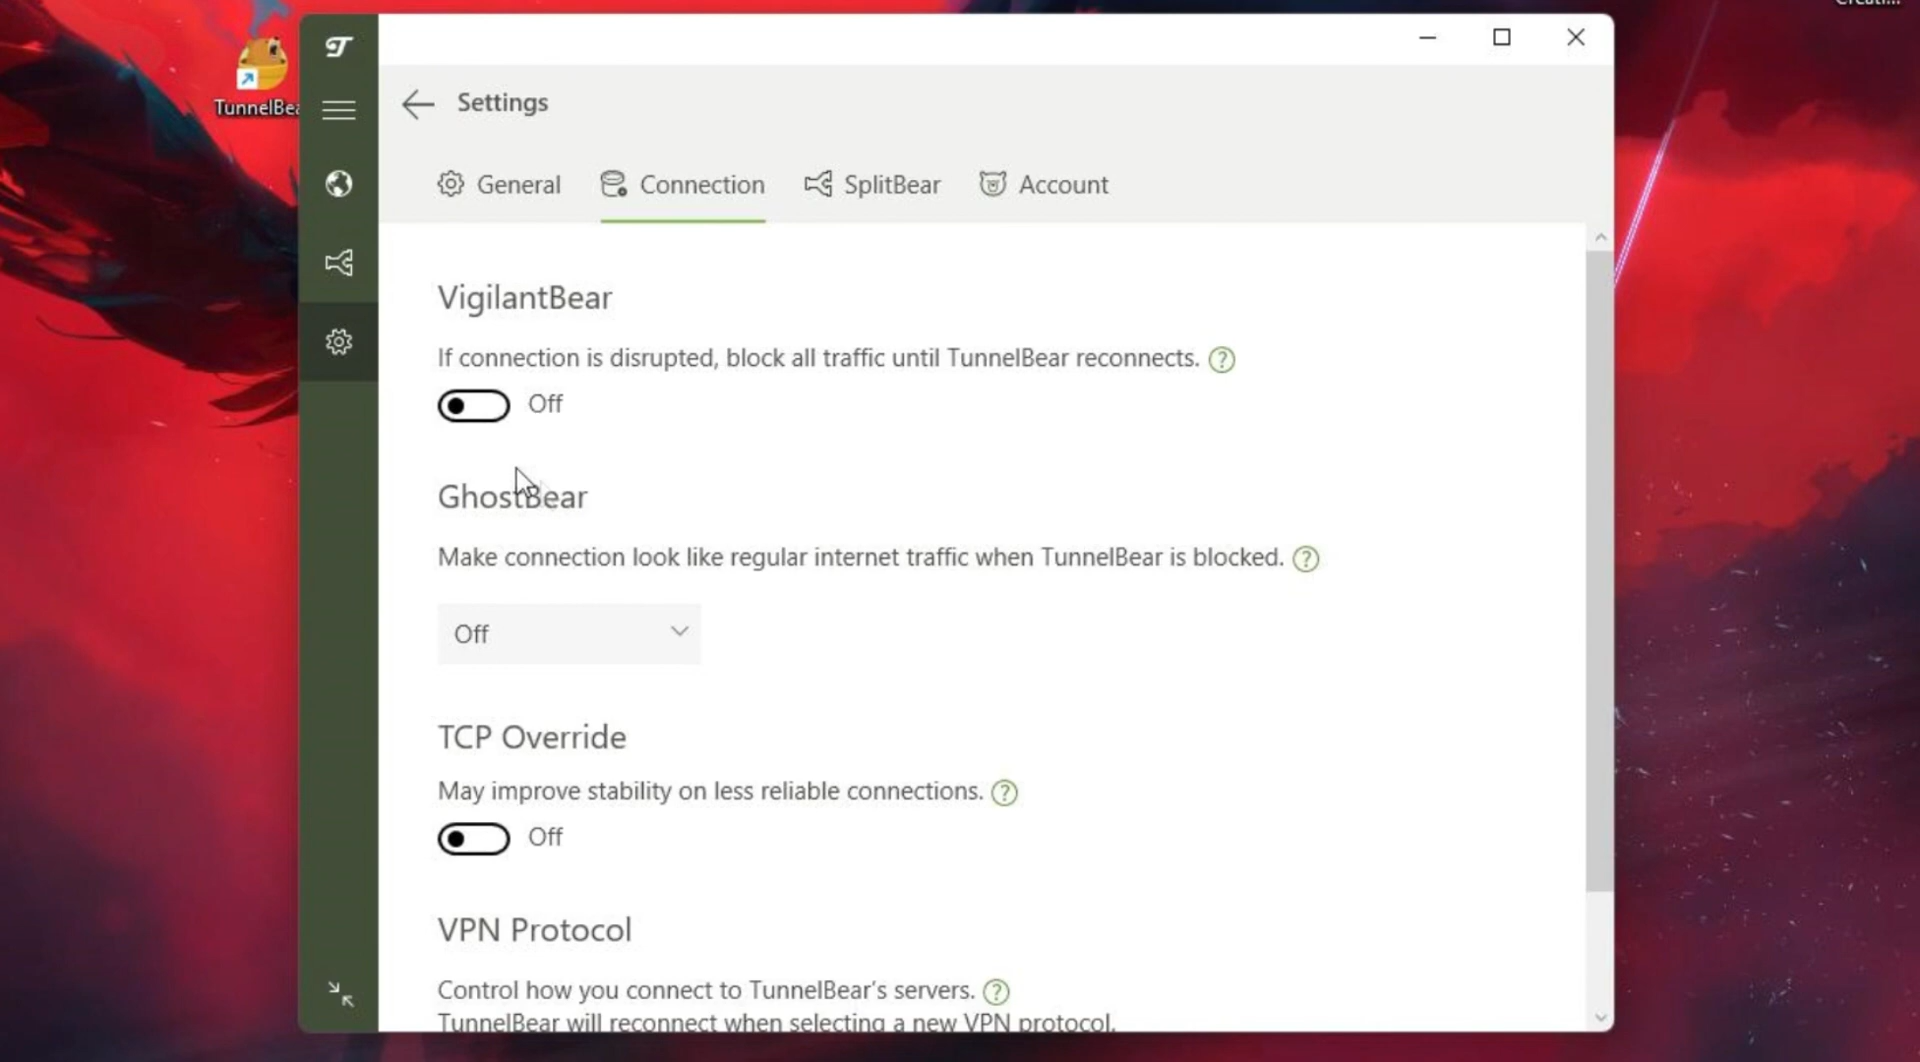 TunnelBea
Settings
General
Connection
SplitBear
Account
VigilantBear
If connection is disrupted, block all traffic until TunnelBear reconnects. ?
Off
GhostBear
Make connection look like regular internet traffic when TunnelBear is blocked. ?
Off
TCP Override
May improve stability on less reliable connections. ?
Off
VPN Protocol
Control how you connect to TunnelBear's servers. ?
TunnelBear will reconnect when selecting a new VPN protocol.